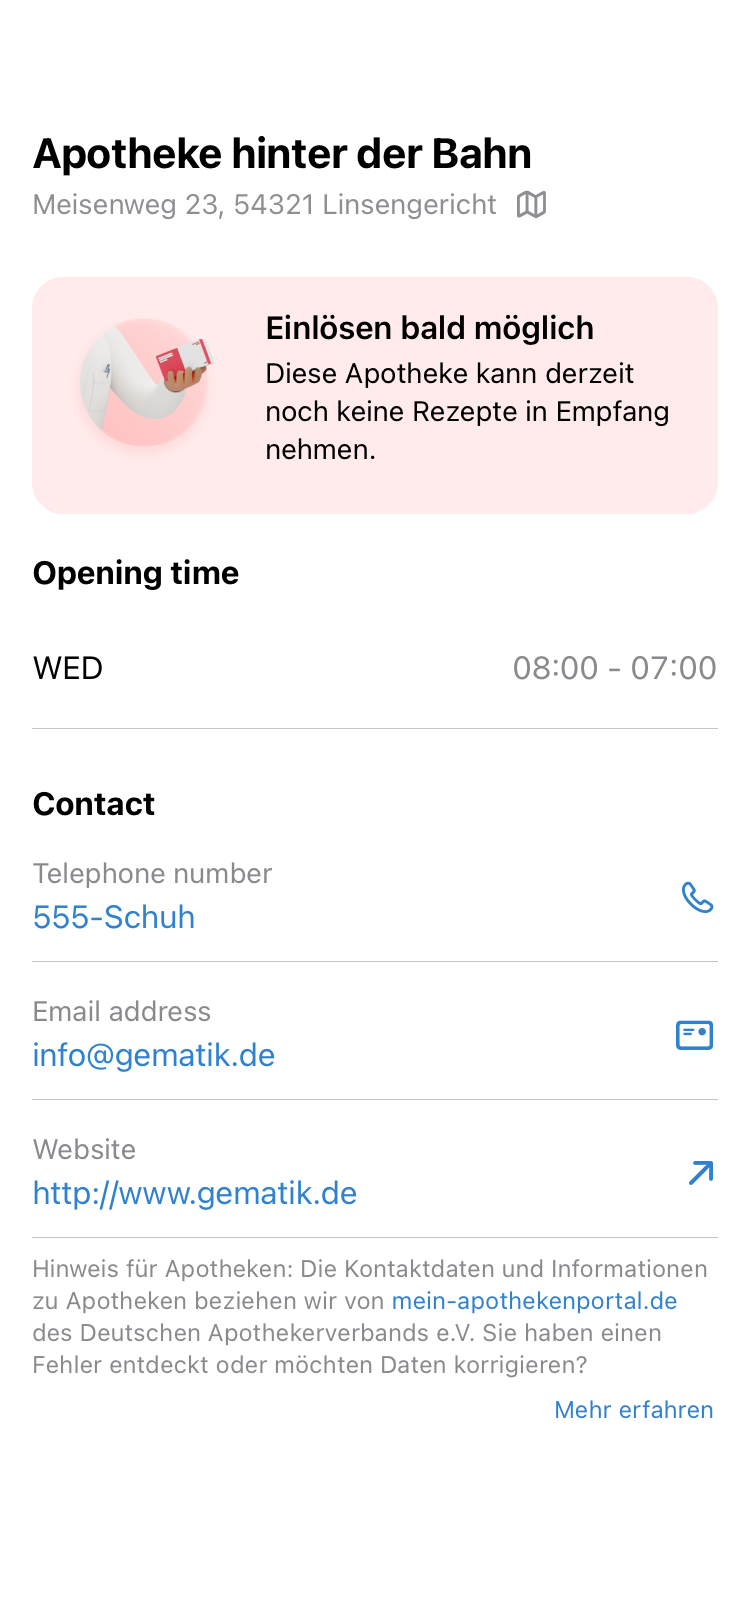 Apotheke hinter der Bahn
Meisenweg 23, 54321 Linsengericht
Einlösen bald möglich
Diese Apotheke kann derzeit
noch keine Rezepte in Empfang
nehmen.
Opening time
WED 08:00 - 07:00
Contact
Telephone number
555-Schuh
Email address
info@gematik.de
Website
http://www.gematik.de
Hinweis für Apotheken: Die Kontaktdaten und Informationen
zu Apotheken beziehen wir von mein-apothekenportal.de
des Deutschen Apothekerverbands e.V. Sie haben einen
Fehler entdeckt oder möchten Daten korrigieren?
Mehr erfahren